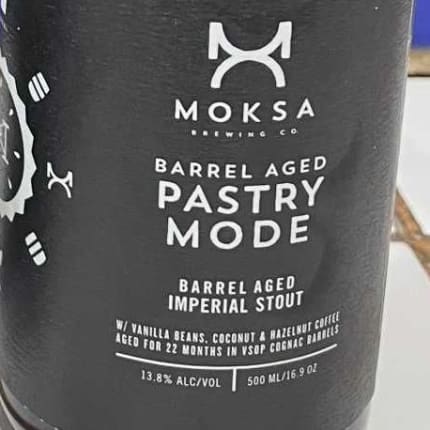 MOKSA
BREWING CO.
BARREL AGED
PASTRY
MODE
BARREL AGED
IMPERIAL STOUT
W/ VANILLA BEANS, COCONUT & HAZELNUT COFFEE
AGED FOR 22 MONTHS IN VSOP COGNAC BARRELS
13.8% ALC/VOL 500 ML/16.9 OZ